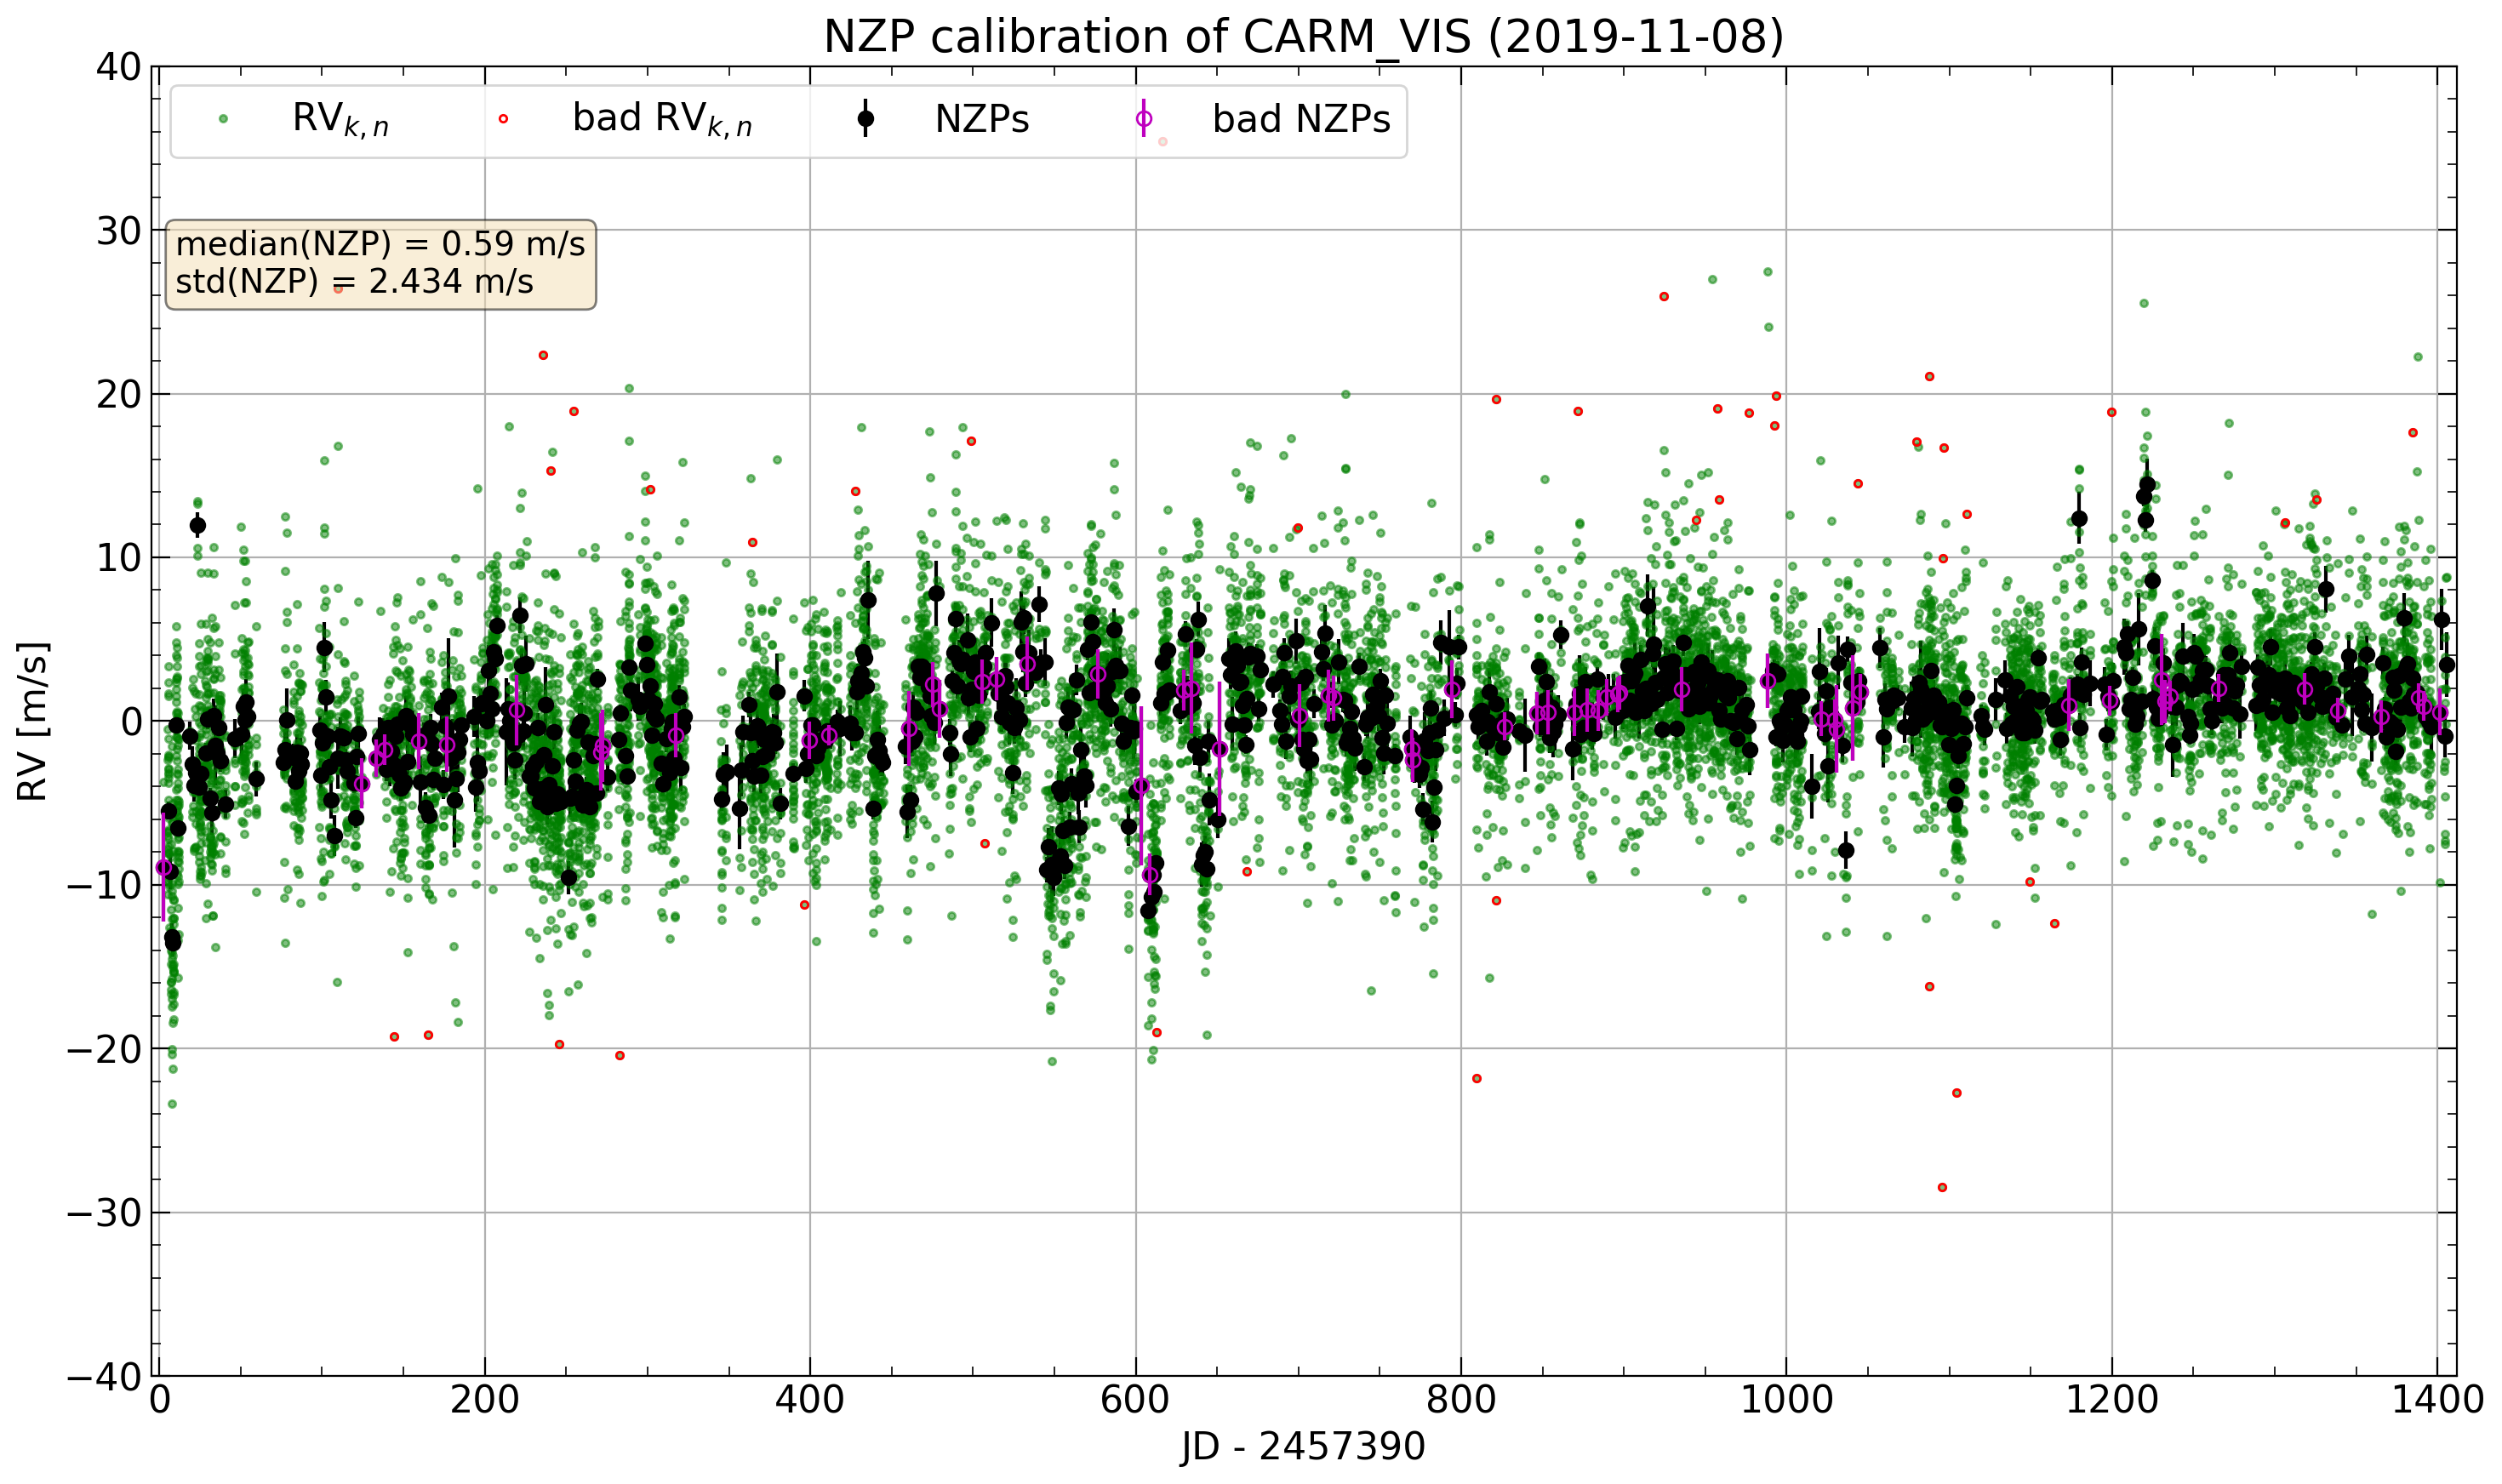 NZP calibration of CARM_VIS (2019-11-08)
RV_{k,n} bad RV_{k,n} NZPs bad NZPs
median(NZP) = 0.59 m/s
std(NZP) = 2.434 m/s
RV [m/s]
40
30
20
10
0
−10
−20
−30
−40
0 200 400 600 800 1000 1200 1400
JD - 2457390